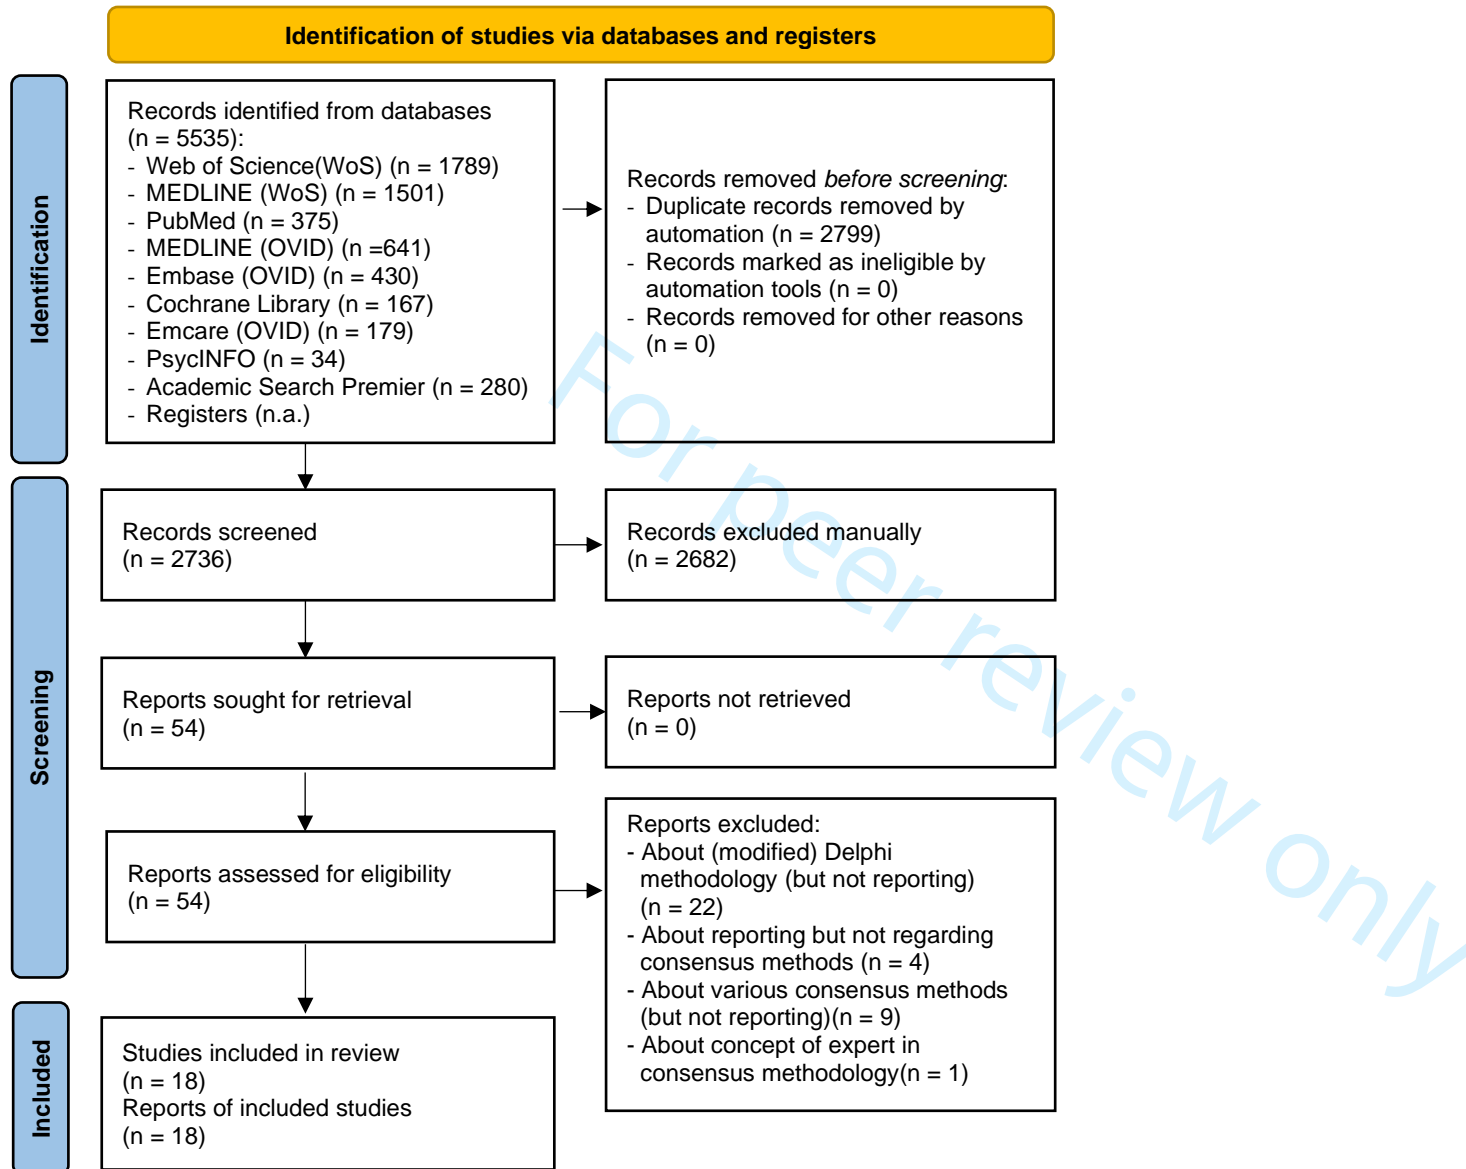 Identification of studies via databases and registers
Identification
Records identified from databases
(n = 5535):
- Web of Science(WoS) (n = 1789)
- MEDLINE (WoS) (n = 1501)
- PubMed (n = 375)
- MEDLINE (OVID) (n =641)
- Embase (OVID) (n = 430)
- Cochrane Library (n = 167)
- Emcare (OVID) (n = 179)
- PsycINFO (n = 34)
- Academic Search Premier (n = 280)
- Registers (n.a.)
Records removed before screening:
- Duplicate records removed by
automation (n = 2799)
- Records marked as ineligible by
automation tools (n = 0)
- Records removed for other reasons
(n = 0)
Screening
Records screened
(n = 2736)
Records excluded manually
(n = 2682)
Reports sought for retrieval
(n = 54)
Reports not retrieved
(n = 0)
Reports assessed for eligibility
(n = 54)
Reports excluded:
- About (modified) Delphi
methodology (but not reporting)
(n = 22)
- About reporting but not regarding
consensus methods (n = 4)
- About various consensus methods
(but not reporting)(n = 9)
- About concept of expert in
consensus methodology(n = 1)
Included
Studies included in review
(n = 18)
Reports of included studies
(n = 18)
For peer review only